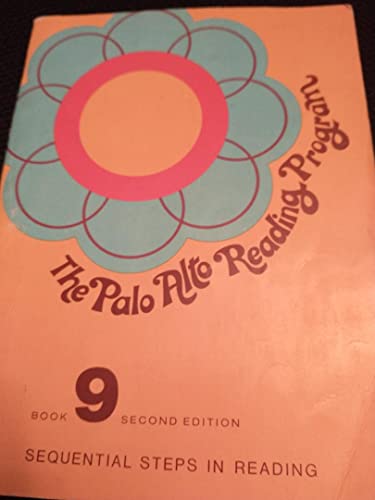 The Palo Alto Reading Program
BOOK 9 SECOND EDITION
SEQUENTIAL STEPS IN READING